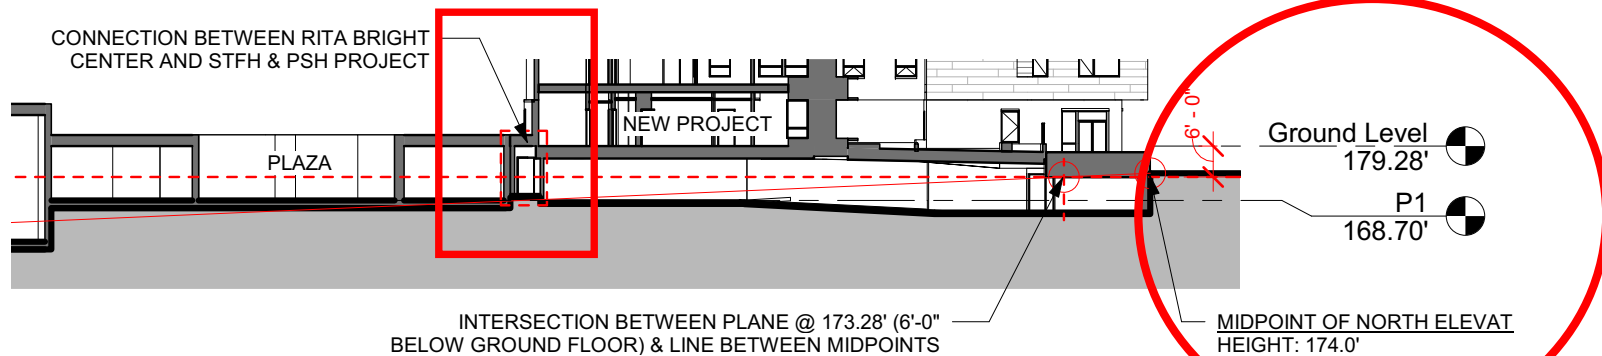 CONNECTION BETWEEN RITA BRIGHT
CENTER AND STFH & PSH PROJECT
PLAZA
NEW PROJECT
6' - 0"
Ground Level
179.28'
P1
168.70'
INTERSECTION BETWEEN PLANE @ 173.28' (6'-0"
BELOW GROUND FLOOR) & LINE BETWEEN MIDPOINTS
MIDPOINT OF NORTH ELEVAT
HEIGHT: 174.0'